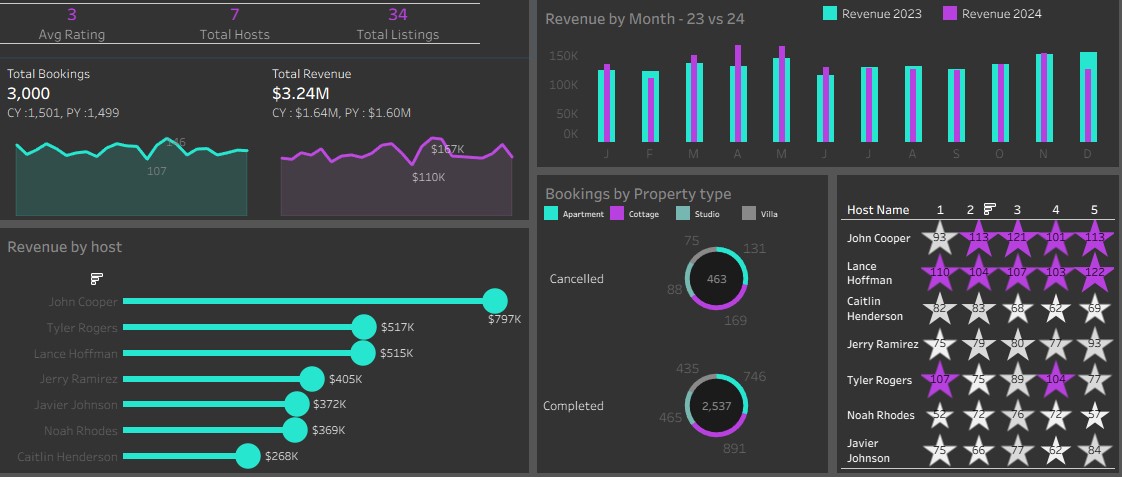 3 7 34
Avg Rating Total Hosts Total Listings
Total Bookings
3,000
CY :1,501, PY :1,499
107
Total Revenue
$3.24M
CY : $1.64M, PY : $1.60M
$167K
$110K
Revenue by host
John Cooper $797K
Tyler Rogers $517K
Lance Hoffman $515K
Jerry Ramirez $405K
Javier Johnson $372K
Noah Rhodes $369K
Caitlin Henderson $268K
Revenue by Month - 23 vs 24
Revenue 2023 Revenue 2024
150K
100K
50K
0K
J F M A M J J A S O N D
Bookings by Property type
Apartment Cottage Studio Villa
Cancelled
75 131
463
88
169
Completed
435 746
2,537
465
891
Host Name 1 2 3 4 5
John Cooper 93 113 121 101 113
Lance
Hoffman 110 104 107 103 122
Caitlin
Henderson 82 83 68 62 69
Jerry Ramirez 75 79 80 77 93
Tyler Rogers 107 75 89 104 77
Noah Rhodes 52 72 76 72 57
Javier
Johnson 75 66 77 62 84